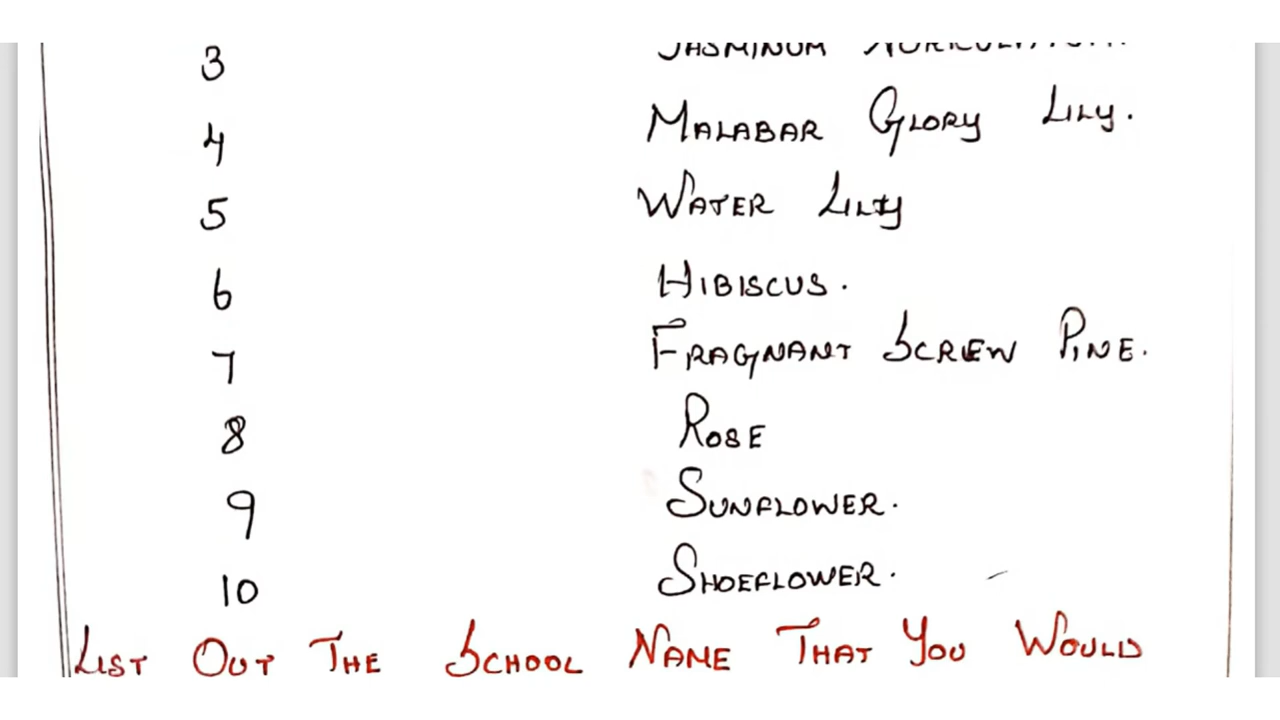 3 JASMINUM
4 MALABAR GLORY LILY.
5 WATER LILY
6 HIBISCUS.
7 FRAGNANT SCREW PINE.
8 ROSE
9 SUNFLOWER.
10 SHOEFLOWER.
LIST OUT THE SCHOOL NAME THAT YOU WOULD